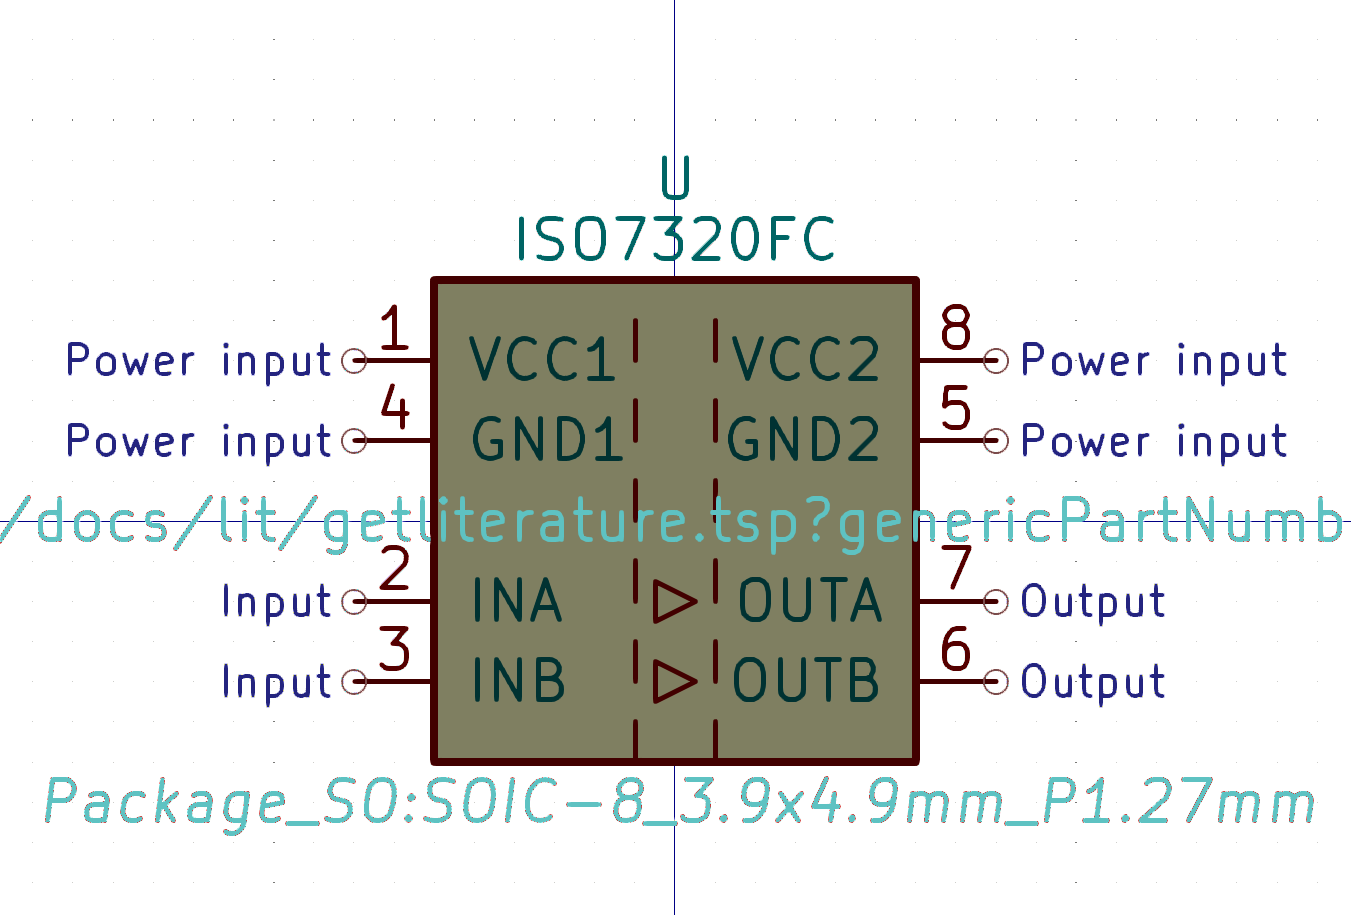 U
ISO7320FC
1 8
Power input VCC1 VCC2 Power input
4 5
Power input GND1 GND2 Power input
/docs/lit/getliterature.tsp?genericPartNumb
2 7
Input INA OUTA Output
3 6
Input INB OUTB Output
Package_SO:SOIC-8_3.9x4.9mm_P1.27mm